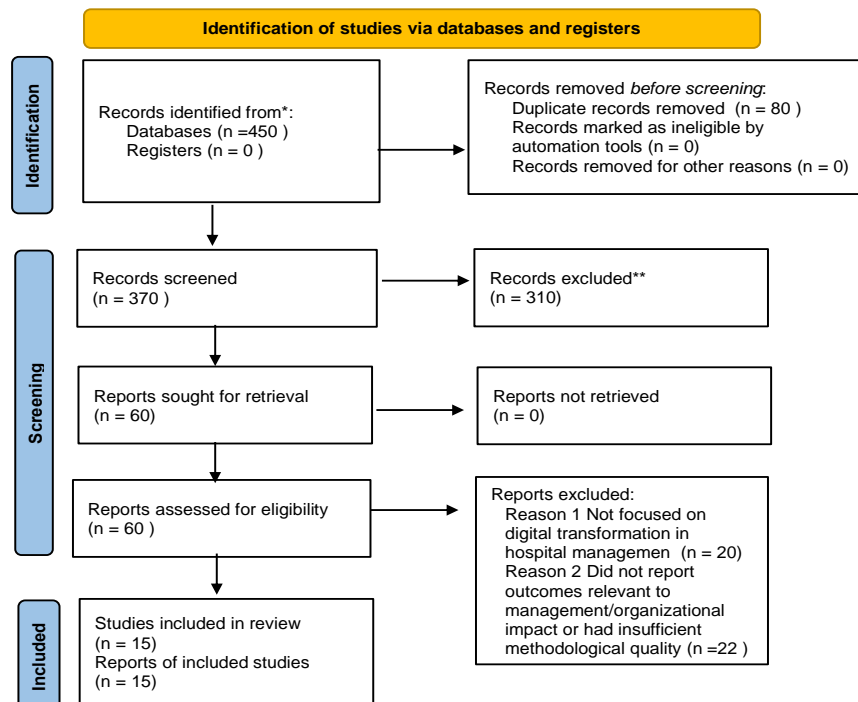 Identification of studies via databases and registers
Identification
Records identified from*:
Databases (n =450 )
Registers (n = 0 )
Records removed before screening:
Duplicate records removed (n = 80 )
Records marked as ineligible by
automation tools (n = 0)
Records removed for other reasons (n = 0)
Screening
Records screened
(n = 370 )
Records excluded**
(n = 310)
Reports sought for retrieval
(n = 60)
Reports not retrieved
(n = 0)
Reports assessed for eligibility
(n = 60 )
Reports excluded:
Reason 1 Not focused on
digital transformation in
hospital managemen (n = 20)
Reason 2 Did not report
outcomes relevant to
management/organizational
impact or had insufficient
methodological quality (n =22 )
Included
Studies included in review
(n = 15)
Reports of included studies
(n = 15)